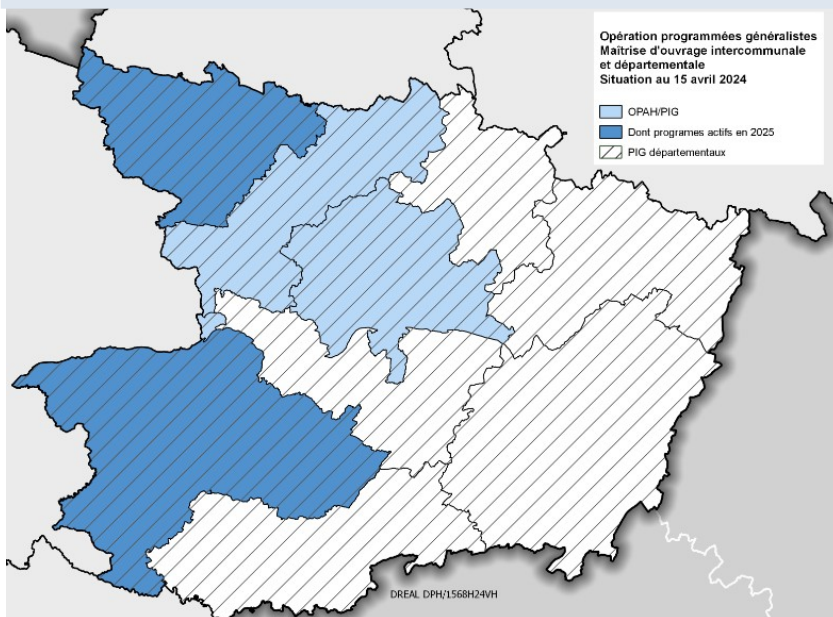 Opération programmées généralistes
Maîtrise d'ouvrage intercommunale
et départementale
Situation au 15 avril 2024
OPAH/PIG
Dont programes actifs en 2025
PIG départementaux
DREAL DPH/1568H24VH